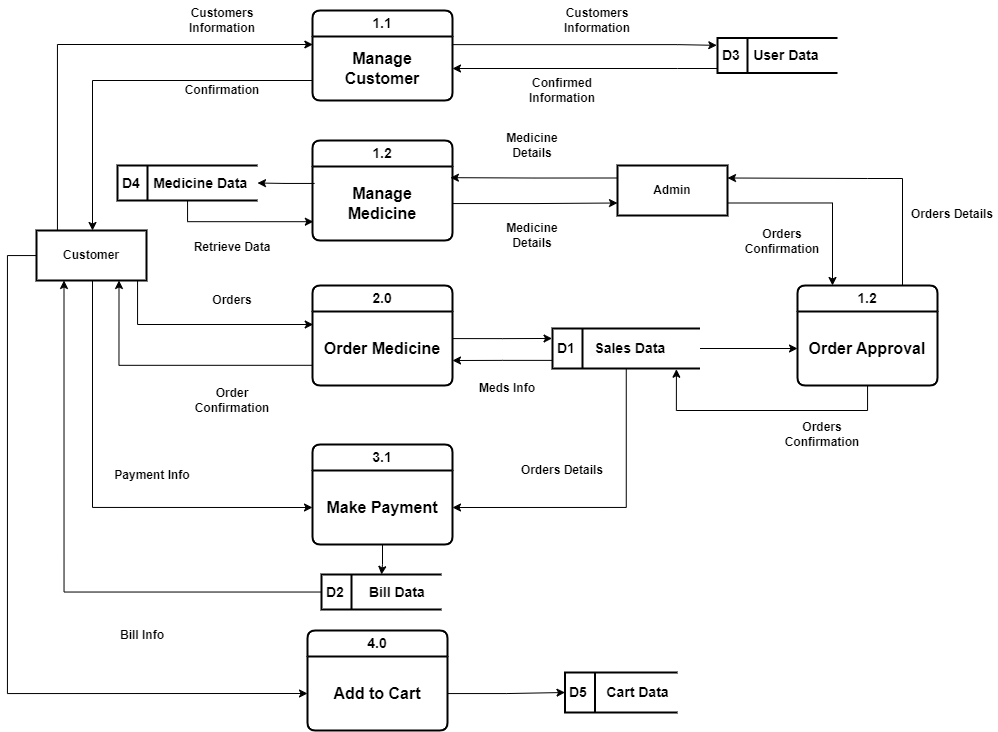 Customers
Information
1.1
Manage
Customer
Customers
Information
D3 User Data
Confirmation
Confirmed
Information
D4 Medicine Data
1.2
Manage
Medicine
Medicine
Details
Admin
Orders Details
Retrieve Data
Medicine
Details
Orders
Confirmation
Customer
Orders
2.0
Order Medicine
D1 Sales Data
1.2
Order Approval
Order
Confirmation
Meds Info
Orders
Confirmation
Payment Info
3.1
Make Payment
Orders Details
D2 Bill Data
Bill Info
4.0
Add to Cart
D5 Cart Data